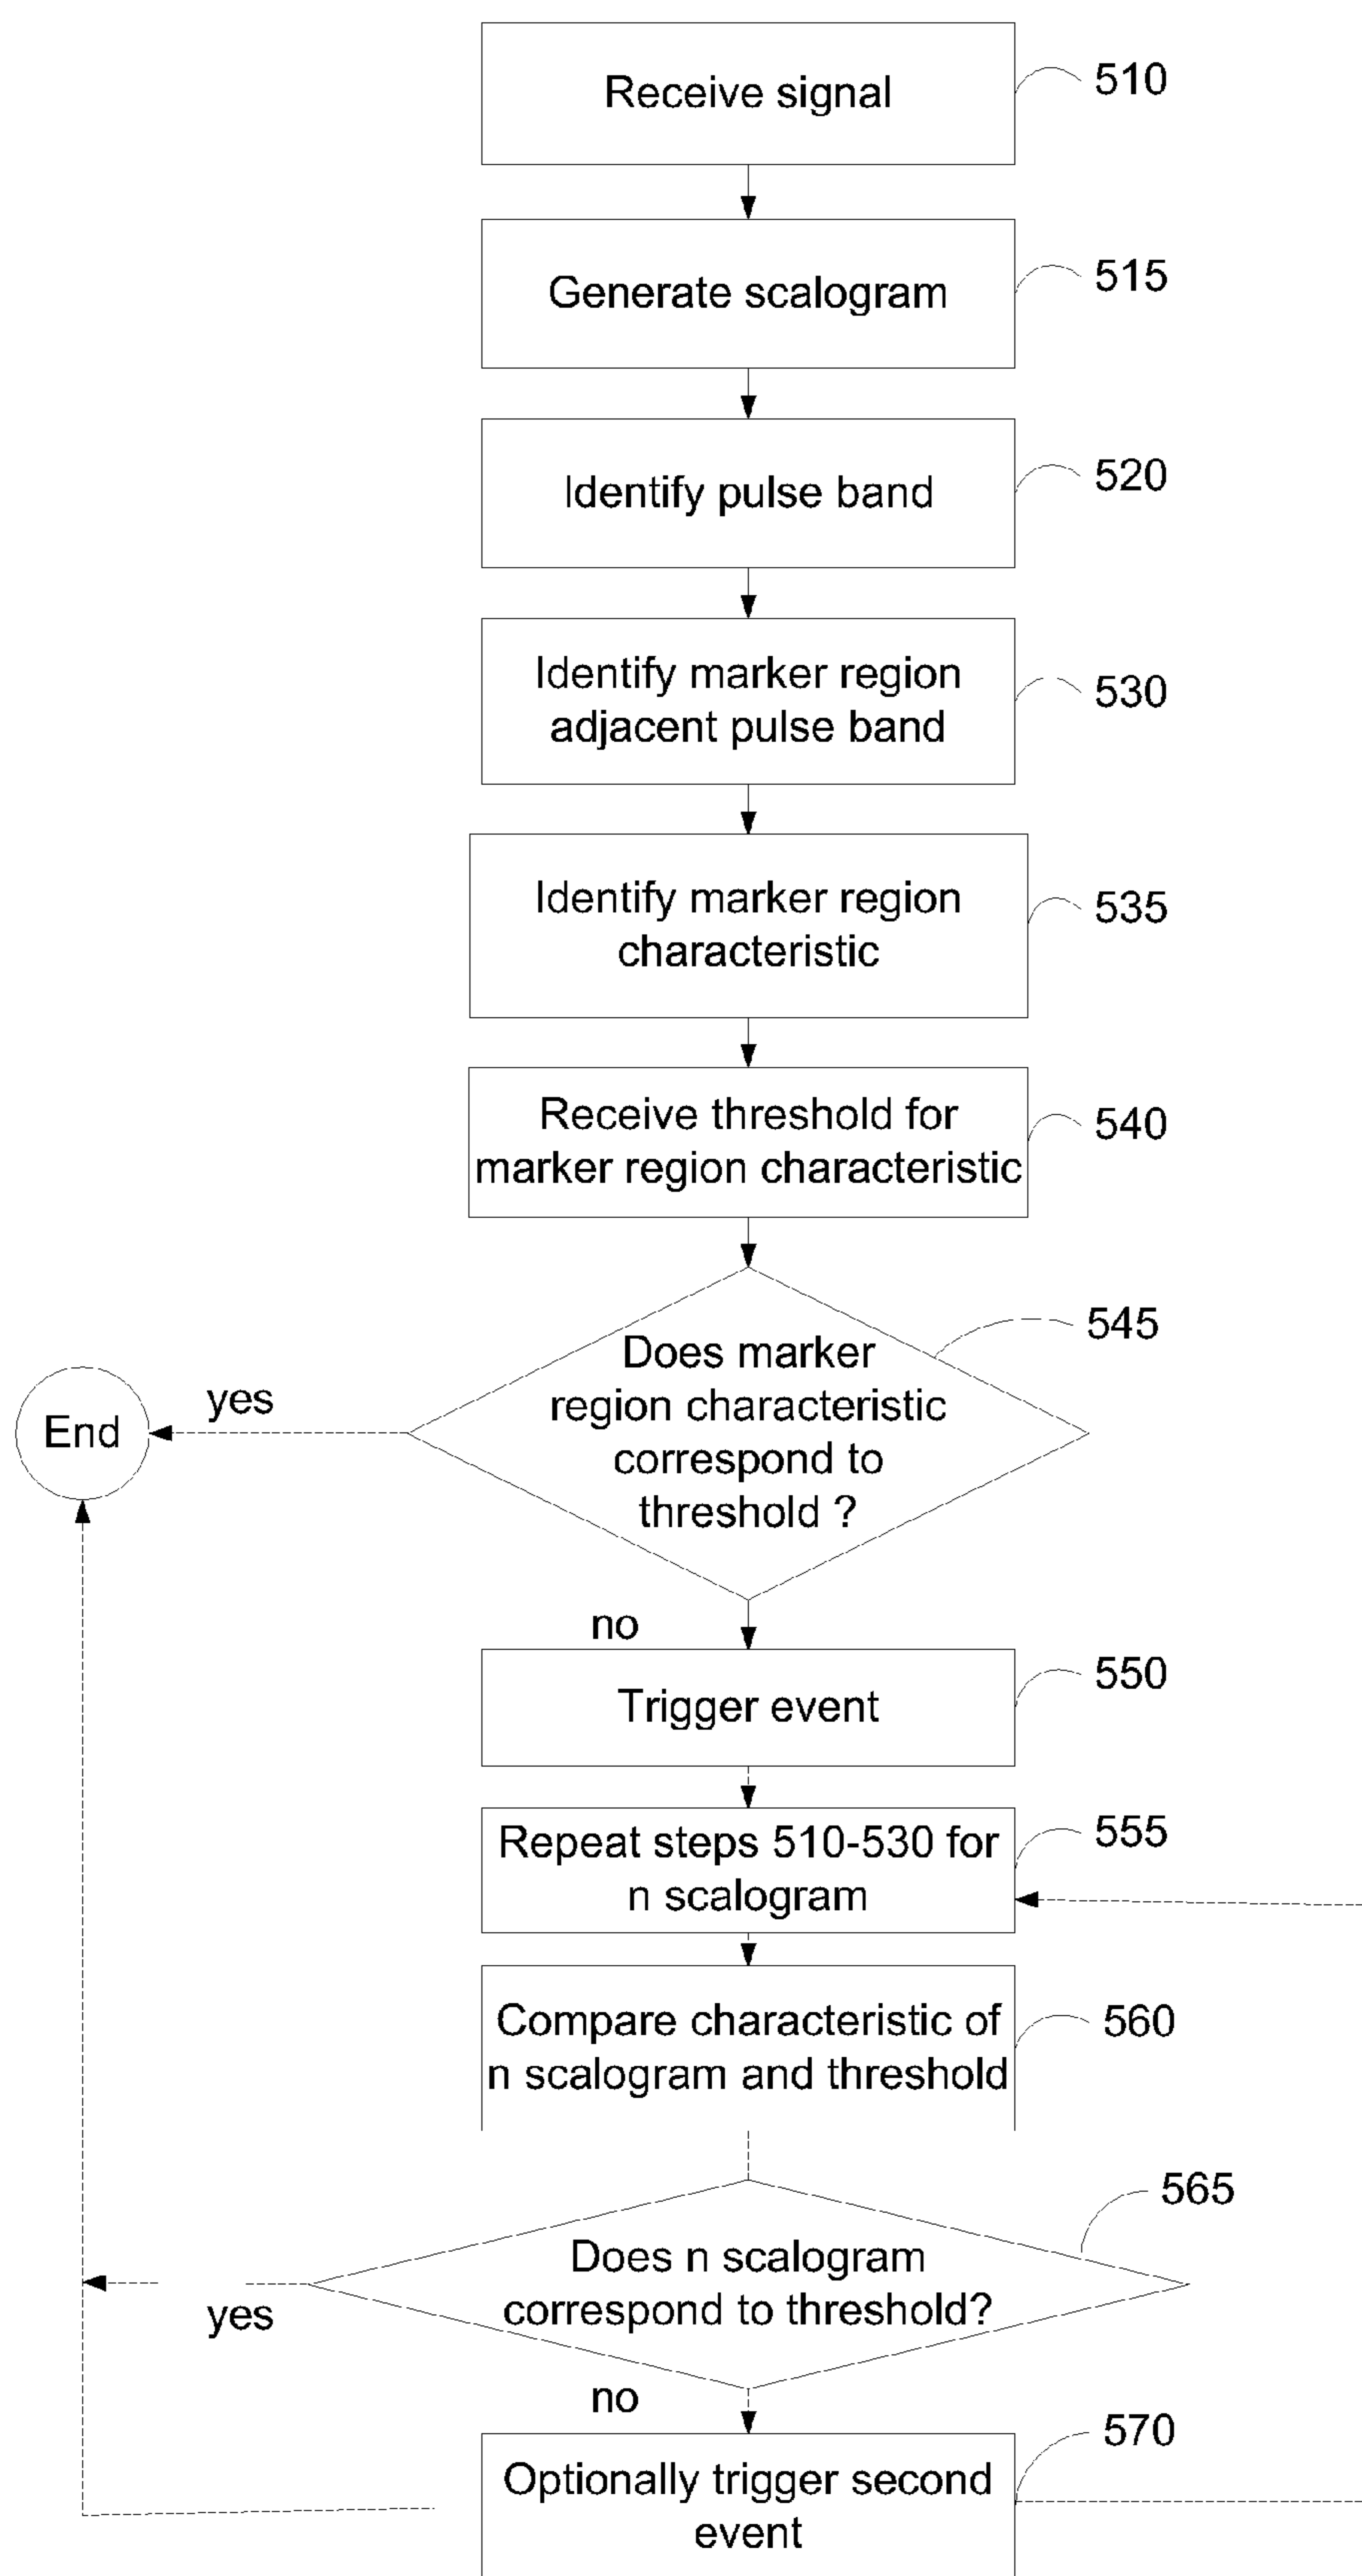 Receive signal
510
Generate scalogram
515
Identify pulse band
520
Identify marker region
adjacent pulse band
530
Identify marker region
characteristic
535
Receive threshold for
marker region characteristic
540
Does marker
region characteristic
correspond to
threshold ?
545
yes
End
no
Trigger event
550
Repeat steps 510-530 for
n scalogram
555
Compare characteristic of
n scalogram and threshold
560
Does n scalogram
correspond to threshold?
565
yes
no
Optionally trigger second
event
570